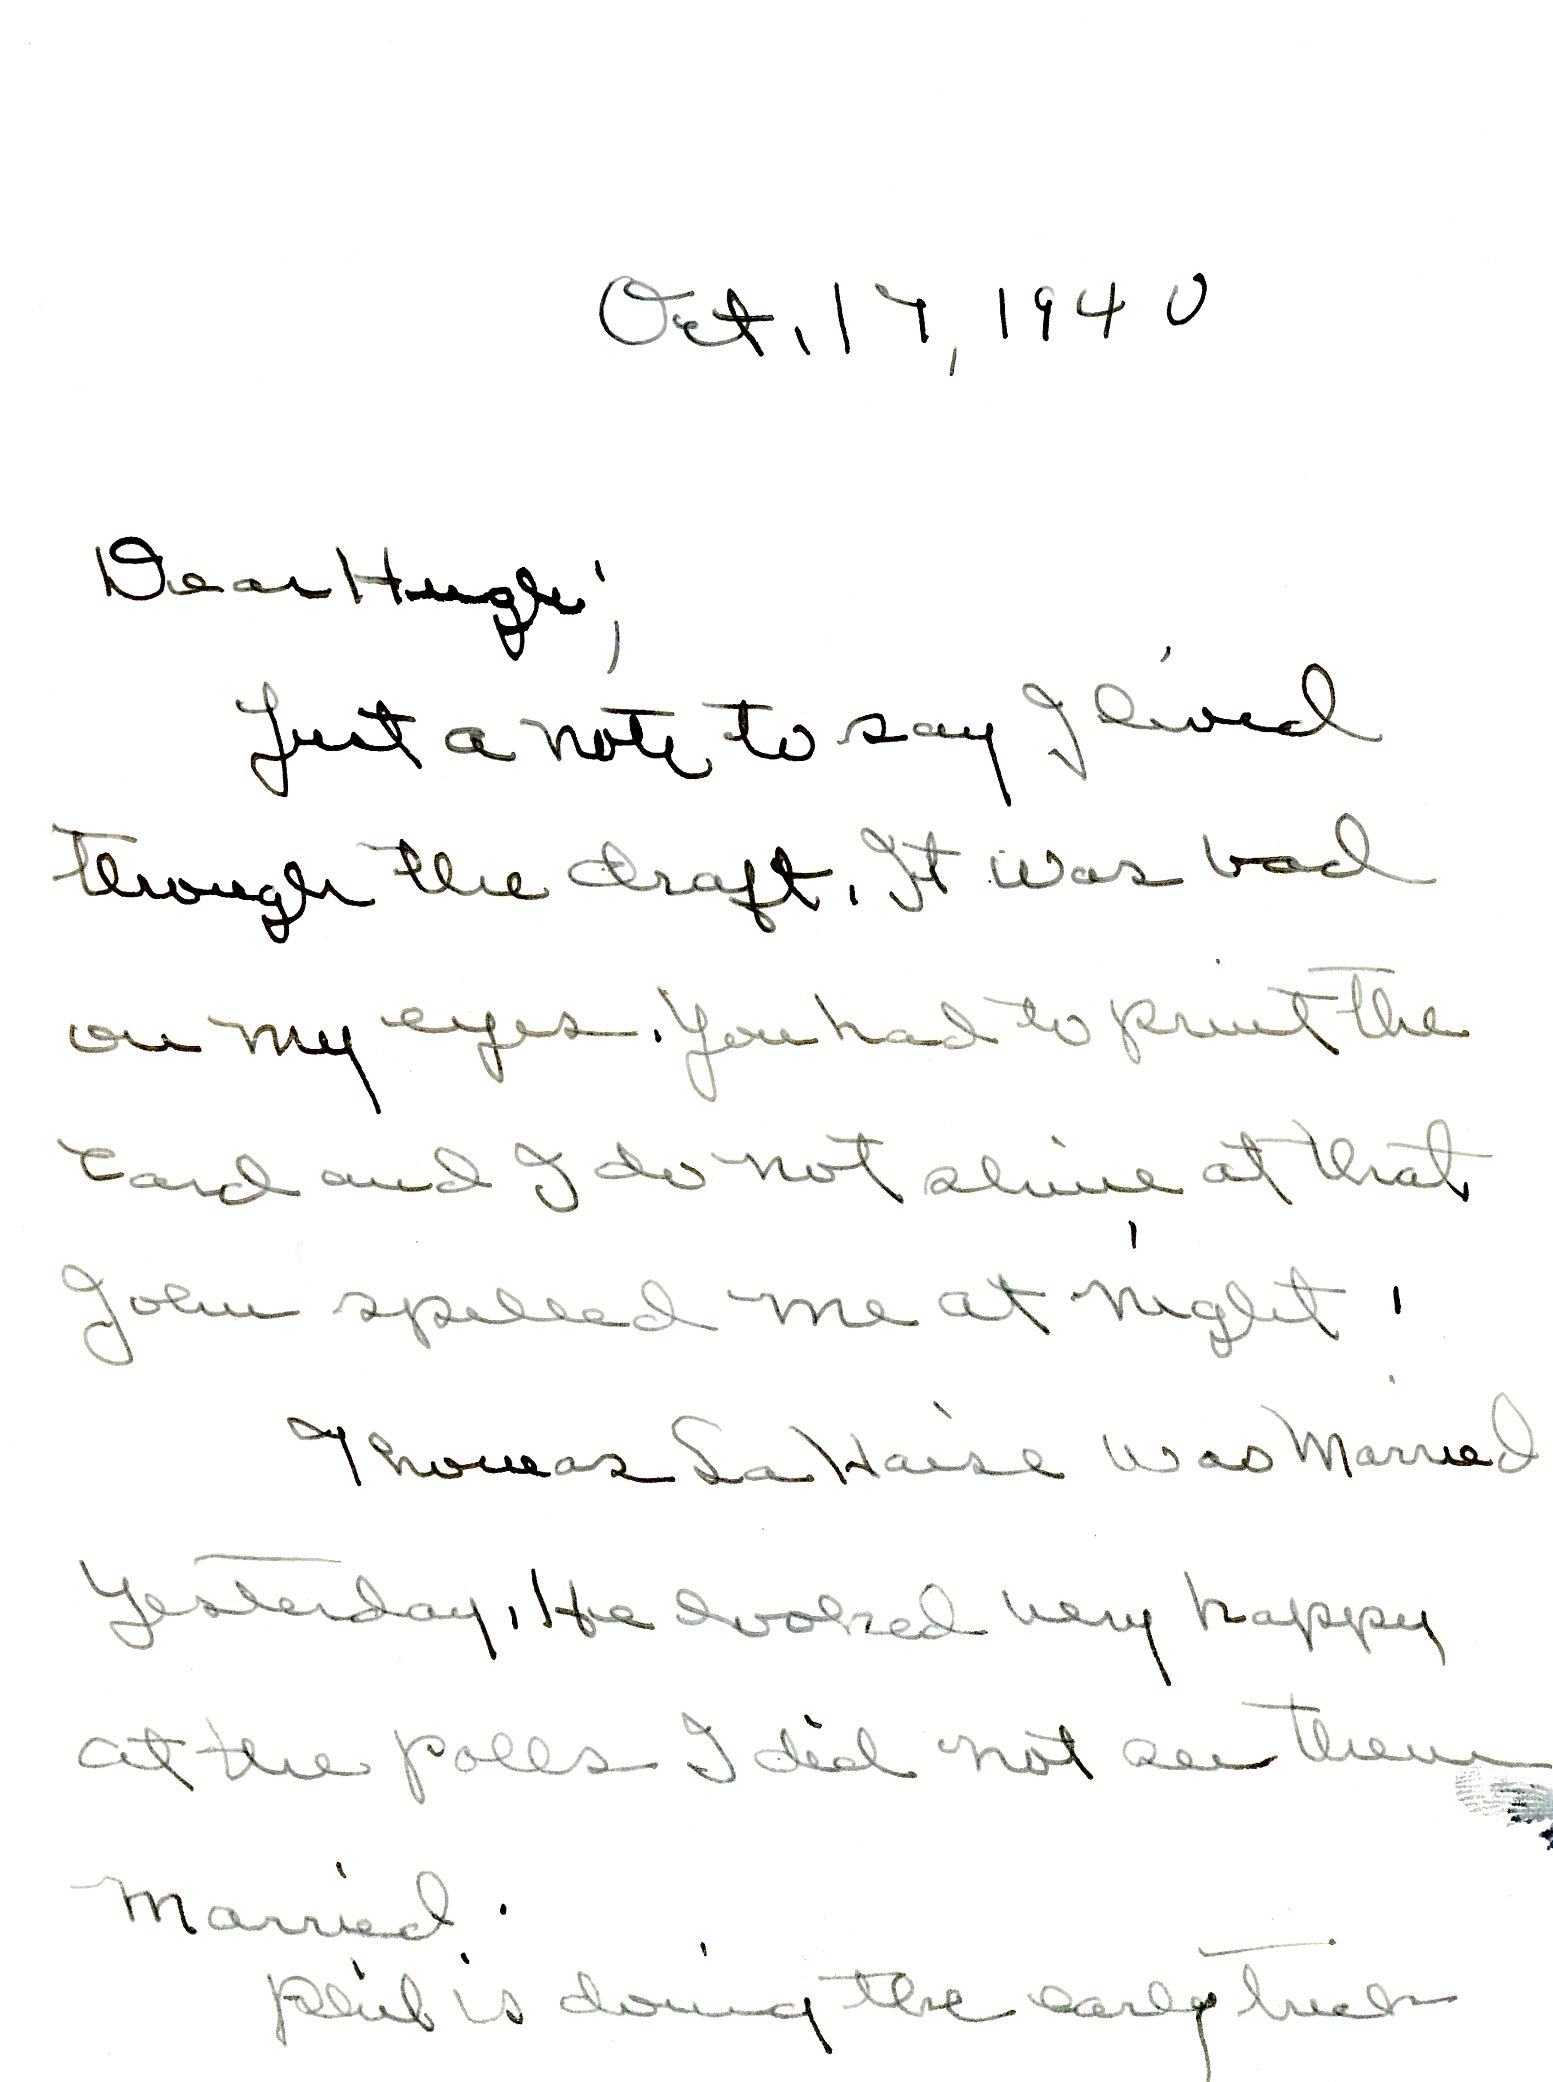 Oct. 17, 1940
Dear Hugh,
Just a note to say I lived
through the draft. It was bad
on my eyes. You had to print the
card and I do not shine at that
John spelled me at night.
Thomas LaHaise was Married
yesterday. He looked very happy
at the polls I did not see them
Married.
Phil is doing the early trick